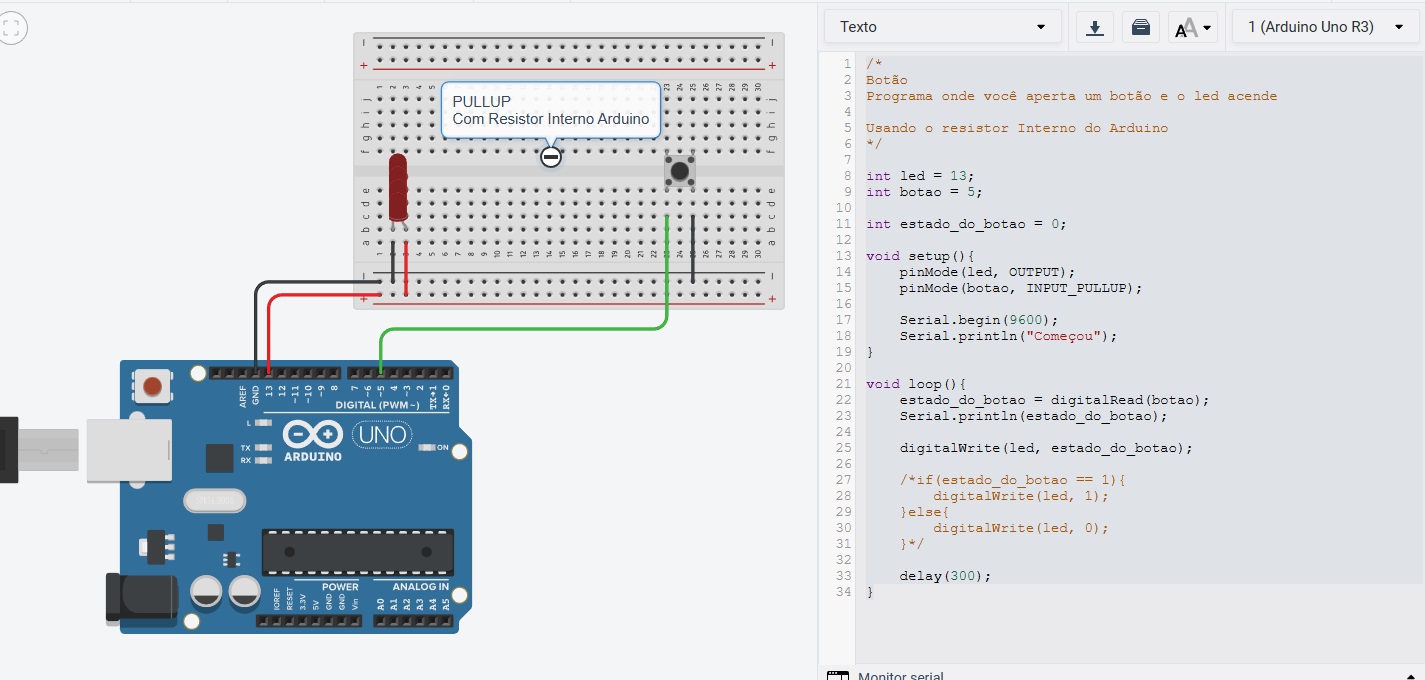 Texto
1 (Arduino Uno R3)
PULLUP
Com Resistor Interno Arduino
1 /*
2 Botão
3 Programa onde você aperta um botão e o led acende
4
5 Usando o resistor Interno do Arduino
6 */
7
8 int led = 13;
9 int botao = 5;
10
11 int estado_do_botao = 0;
12
13 void setup(){
14     pinMode(led, OUTPUT);
15     pinMode(botao, INPUT_PULLUP);
16
17     Serial.begin(9600);
18     Serial.println("Começou");
19 }
20
21 void loop(){
22     estado_do_botao = digitalRead(botao);
23     Serial.println(estado_do_botao);
24
25     digitalWrite(led, estado_do_botao);
26
27     /*if(estado_do_botao == 1){
28         digitalWrite(led, 1);
29     }else{
30         digitalWrite(led, 0);
31     }*/
32
33     delay(300);
34 }
Monitor serial
AREF
GND
13
12
~11
~10
~9
8
7
~6
~5
4
~3
2
TX→1
RX←0
DIGITAL (PWM~)
L
TX
RX
UNO
ARDUINO
ON
POWER
ANALOG IN
IOREF
RESET
3.3V
5V
GND
GND
Vin
A0
A1
A2
A3
A4
A5